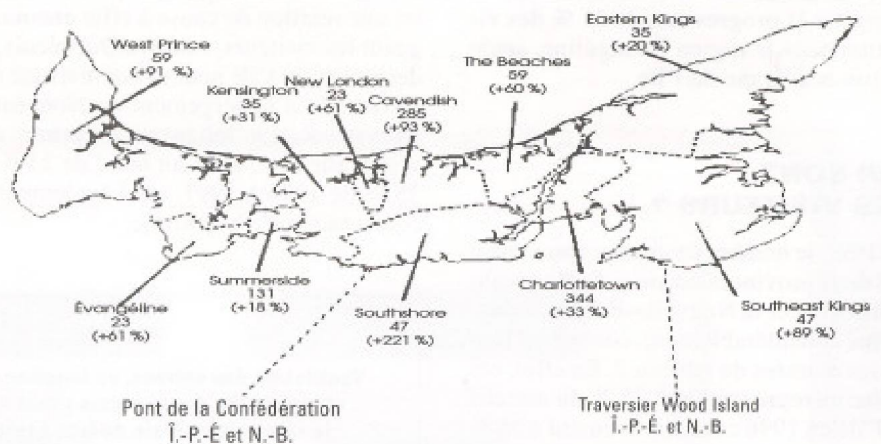 Eastern Kings
35
(+20 %)
West Prince
59
(+91 %)
The Beaches
59
(+60 %)
Kensington
35
(+31 %)
New London
23
(+61 %)
Cavendish
285
(+93 %)
Évangéline
23
(+61 %)
Summerside
131
(+18 %)
Southshore
47
(+221 %)
Charlottetown
344
(+33 %)
Southeast Kings
47
(+89 %)
Pont de la Confédération
Î.-P.-É et N.-B.
Traversier Wood Island
Î.-P.-É. et N.-B.